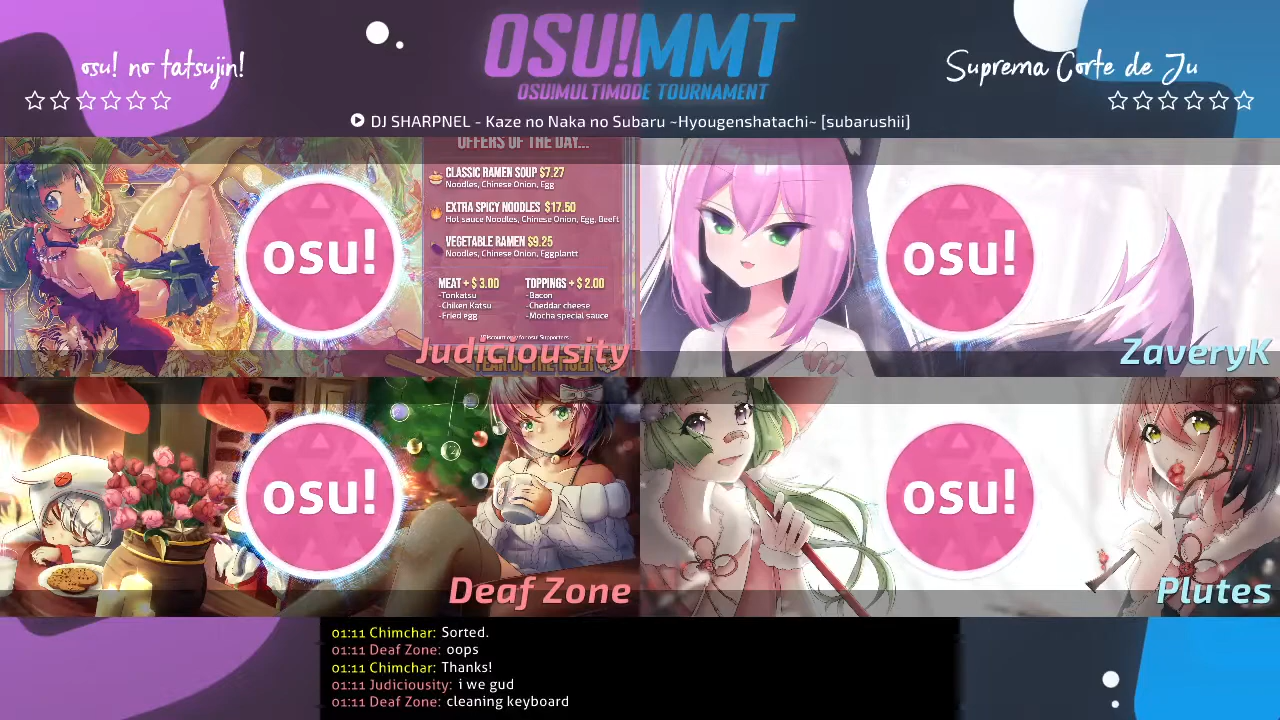 OSU!MMT
OSU!MULTIMODE TOURNAMENT
osu! no tatsujin!
Suprema Corte de Ju
DJ SHARPNEL - Kaze no Naka no Subaru ~Hyougenshatachi~ [subarushii]
OFFERS OF THE DAY...
CLASSIC RAMEN SOUP $7.27
Noodles, Chinese Onion, Egg
EXTRA SPICY NOODLES $17.50
Hot sauce Noodles, Chinese Onion, Egg, Beeft
VEGETABLE RAMEN $9.25
Noodles, Chinese Onion, Eggplantt
MEAT + $ 3.00
-Tonkatsu
-Chiken Katsu
-Fried egg
TOPPINGS + $ 2.00
-Bacon
-Cheddar cheese
-Mocha special sauce
osu!
Judiciousity
osu!
ZaveryK
osu!
Deaf Zone
osu!
Plutes
01:11 Chimchar: Sorted.
01:11 Deaf Zone: oops
01:11 Chimchar: Thanks!
01:11 Judiciousity: i we gud
01:11 Deaf Zone: cleaning keyboard